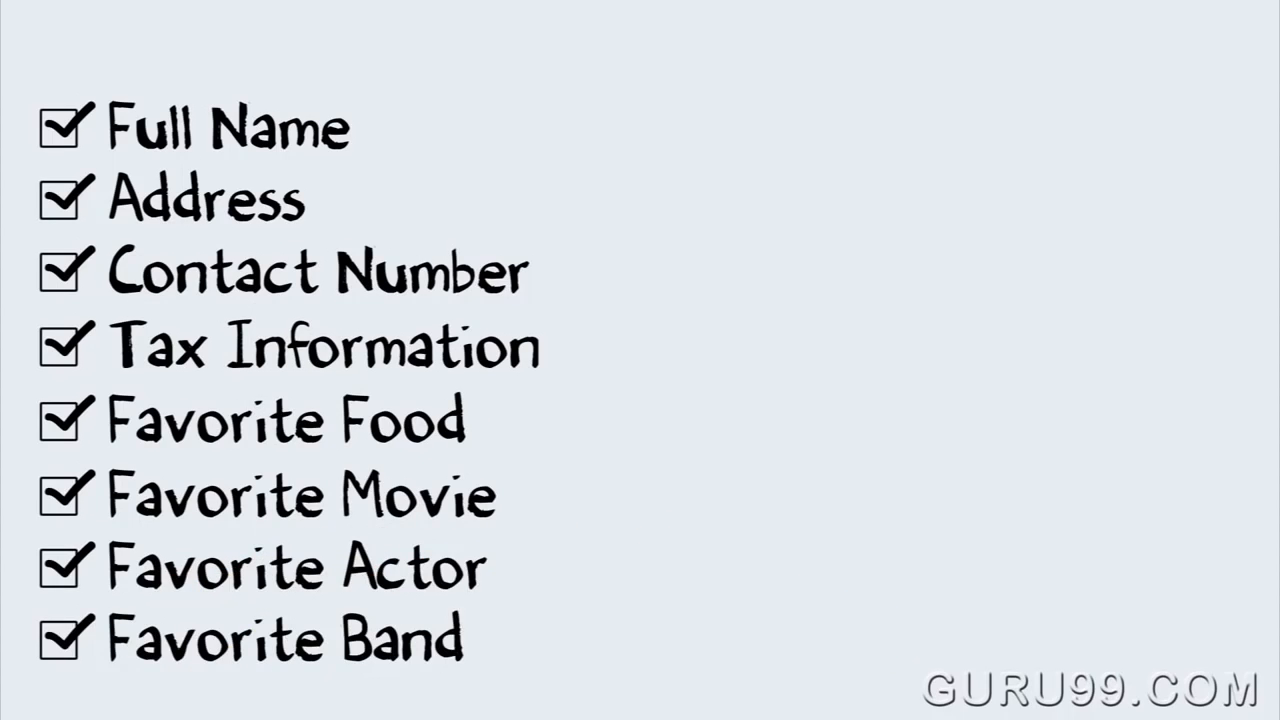 Full Name
Address
Contact Number
Tax Information
Favorite Food
Favorite Movie
Favorite Actor
Favorite Band
GURU99.COM